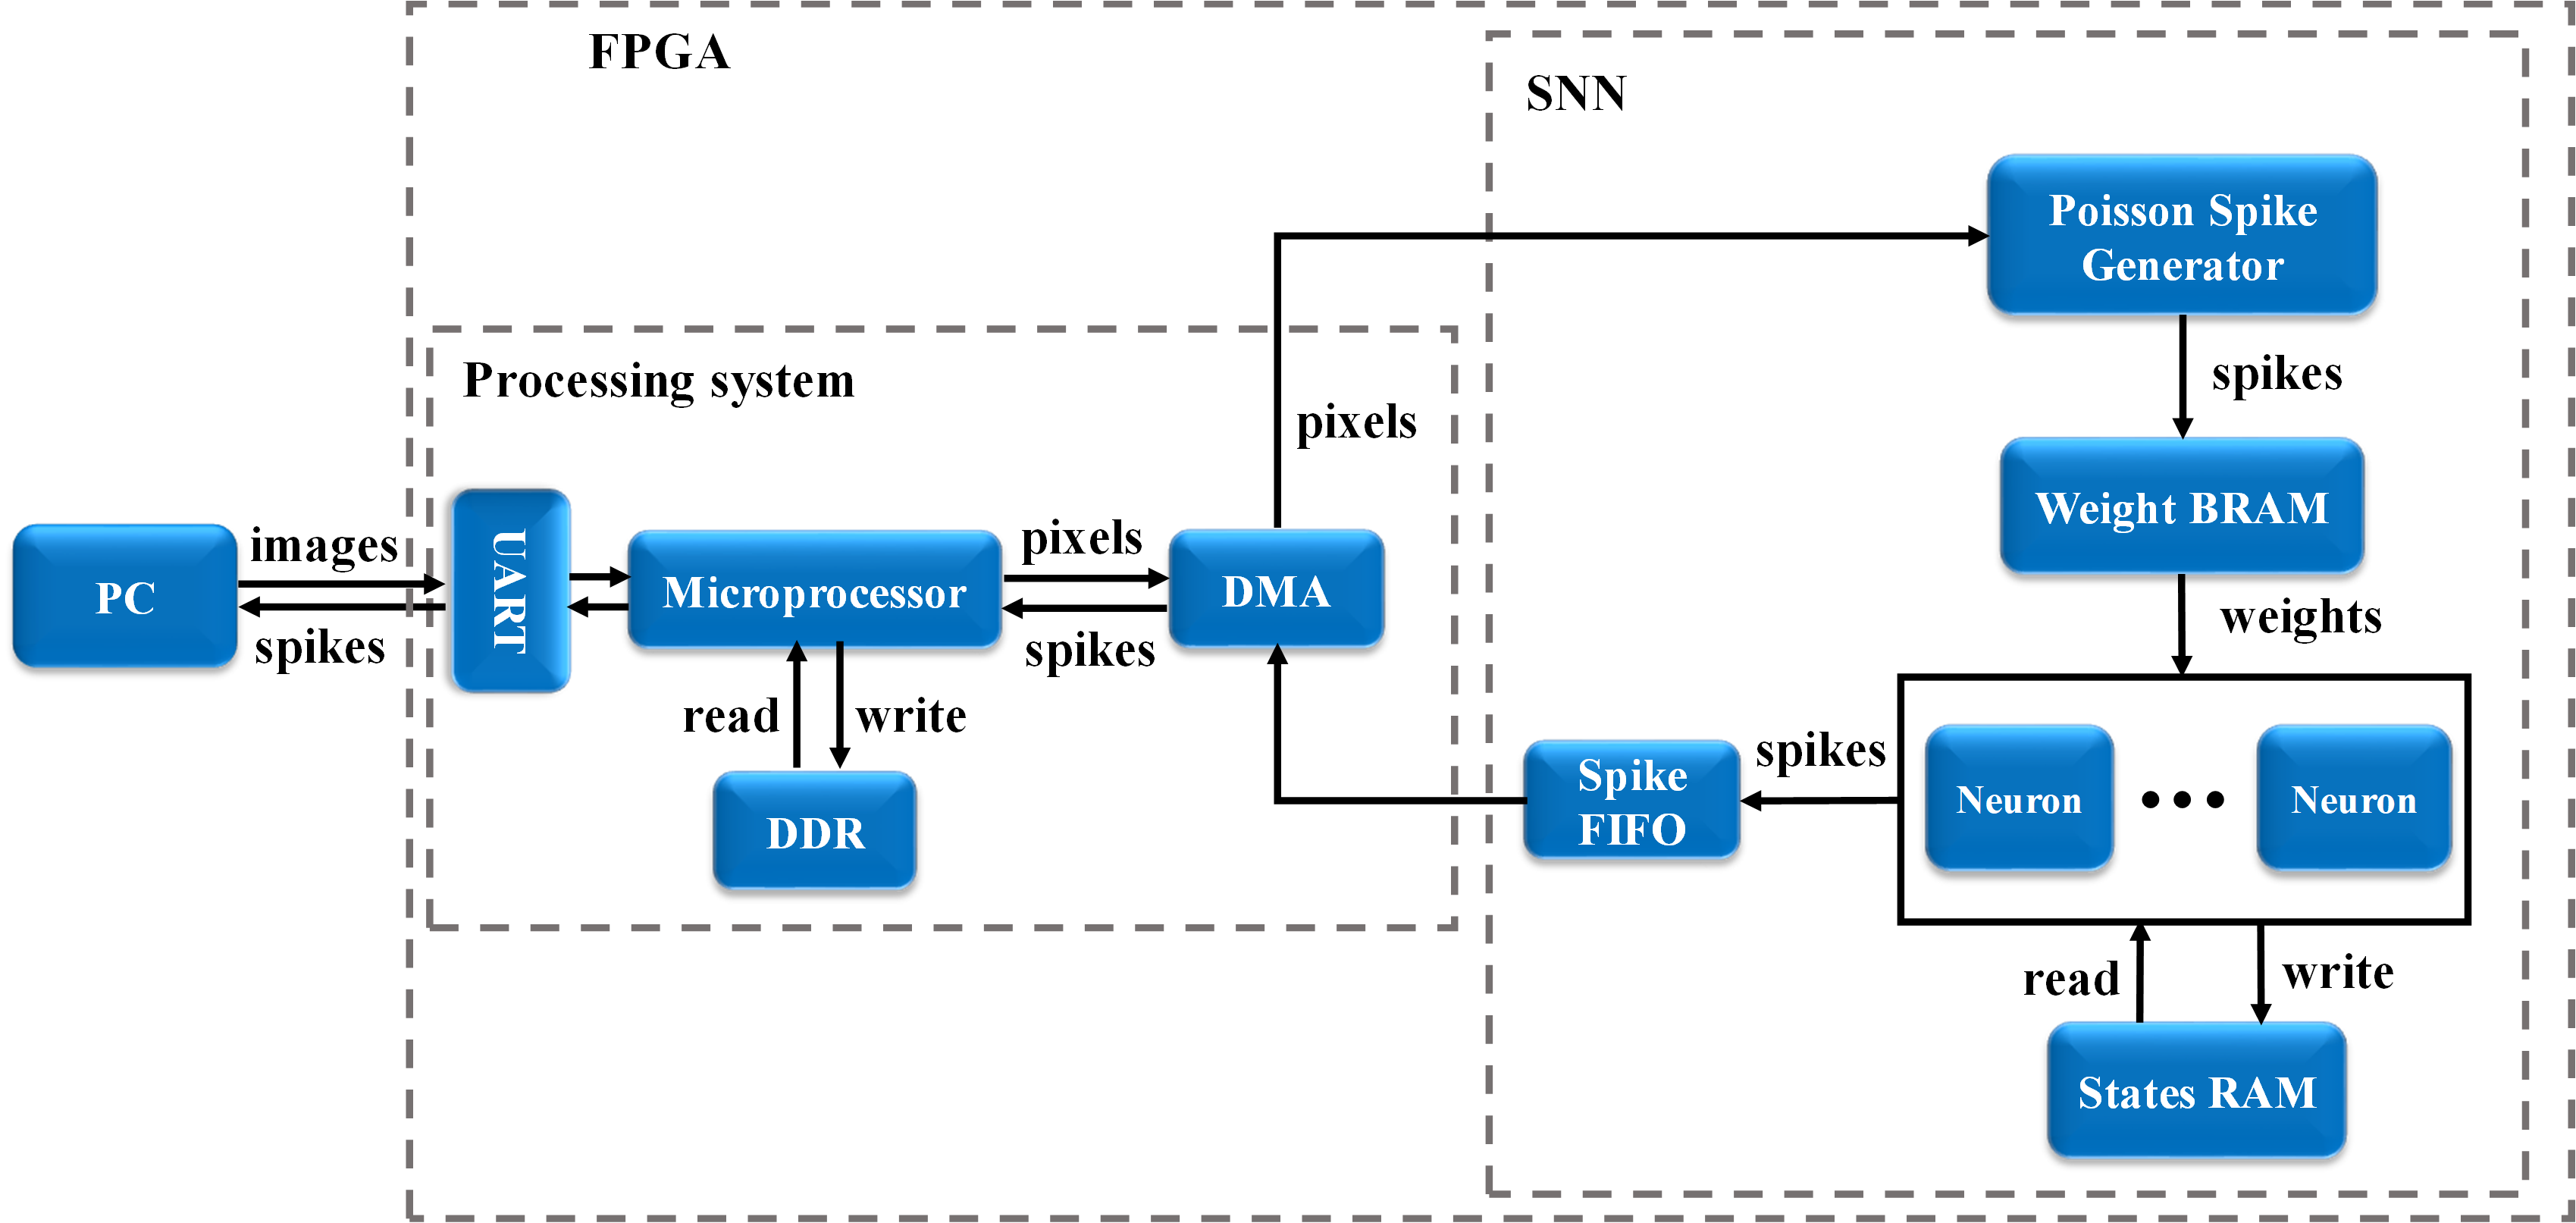 FPGA
SNN
Poisson Spike
Generator
spikes
Processing system
pixels
Weight BRAM
PC
images
spikes
UART
Microprocessor
pixels
spikes
DMA
weights
read
write
DDR
Spike
FIFO
spikes
Neuron
Neuron
read
write
States RAM